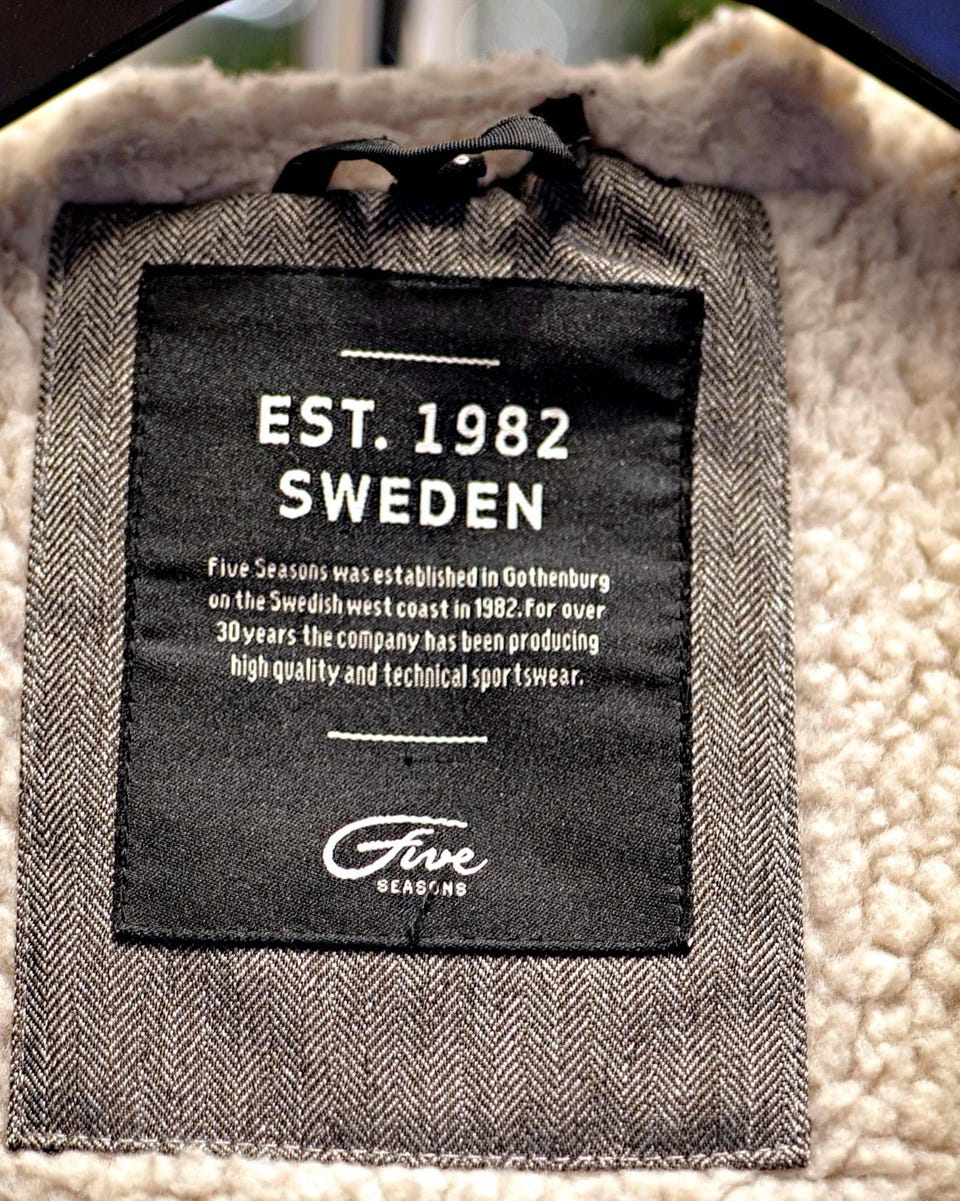 EST. 1982
SWEDEN
Five Seasons was established in Gothenburg
on the Swedish west coast in 1982. For over
30 years the company has been producing
high quality and technical sportswear.
Five
SEASONS